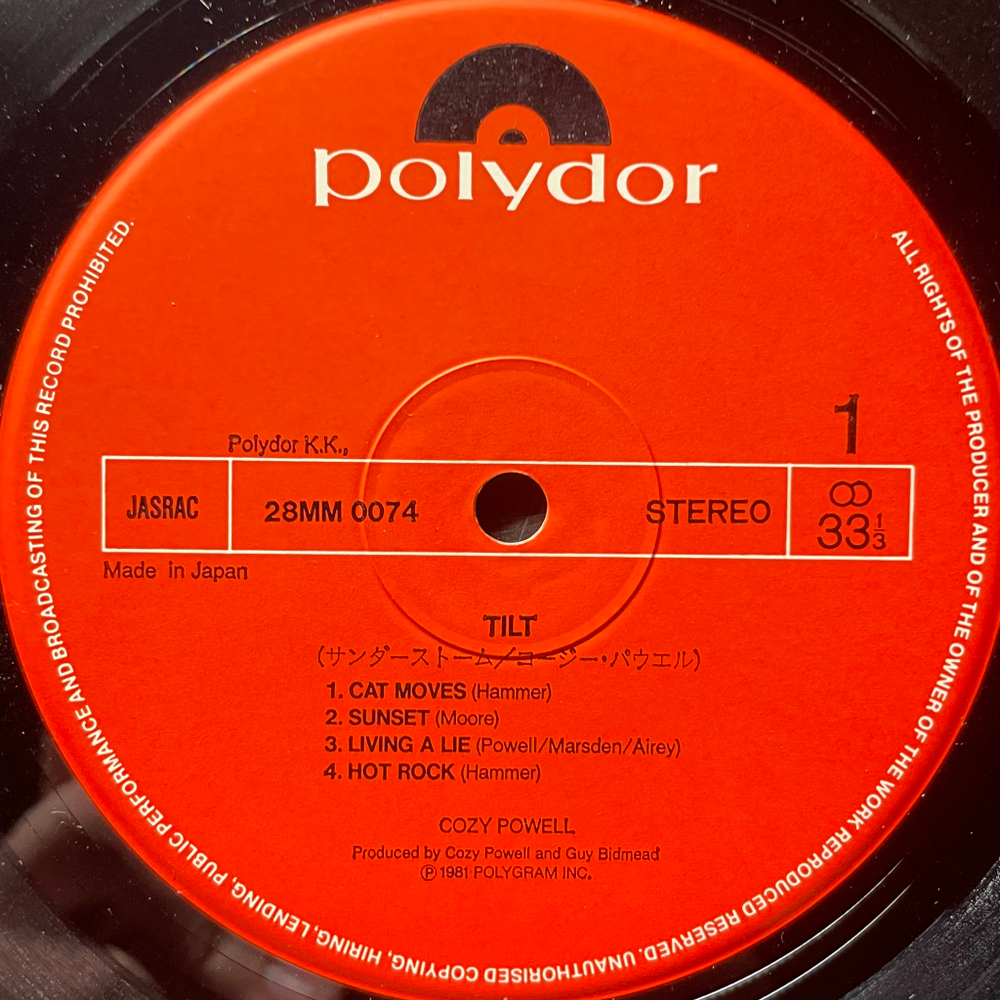 polydor
1
Polydor K.K.,
JASRAC 28MM 0074 STEREO ∞ 33 1/3
Made in Japan
TILT
(サンダーストーム/コージー・パウエル)
1. CAT MOVES (Hammer)
2. SUNSET (Moore)
3. LIVING A LIE (Powell/Marsden/Airey)
4. HOT ROCK (Hammer)
COZY POWELL
Produced by Cozy Powell and Guy Bidmead
Ⓟ 1981 POLYGRAM INC.
ALL RIGHTS OF THE PRODUCER AND OF THE OWNER OF THE WORK REPRODUCED RESERVED. UNAUTHORISED COPYING, HIRING, LENDING, PUBLIC PERFORMANCE AND BROADCASTING OF THIS RECORD PROHIBITED.